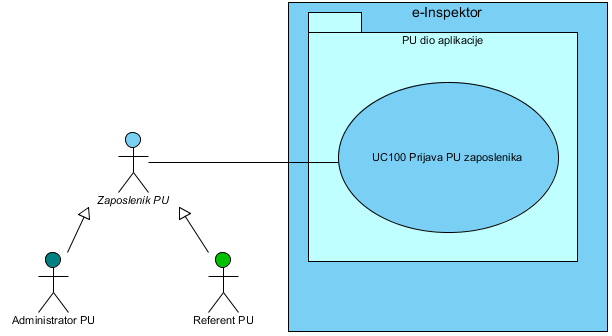 e-Inspektor
PU dio aplikacije
UC100 Prijava PU zaposlenika
Zaposlenik PU
Administrator PU
Referent PU